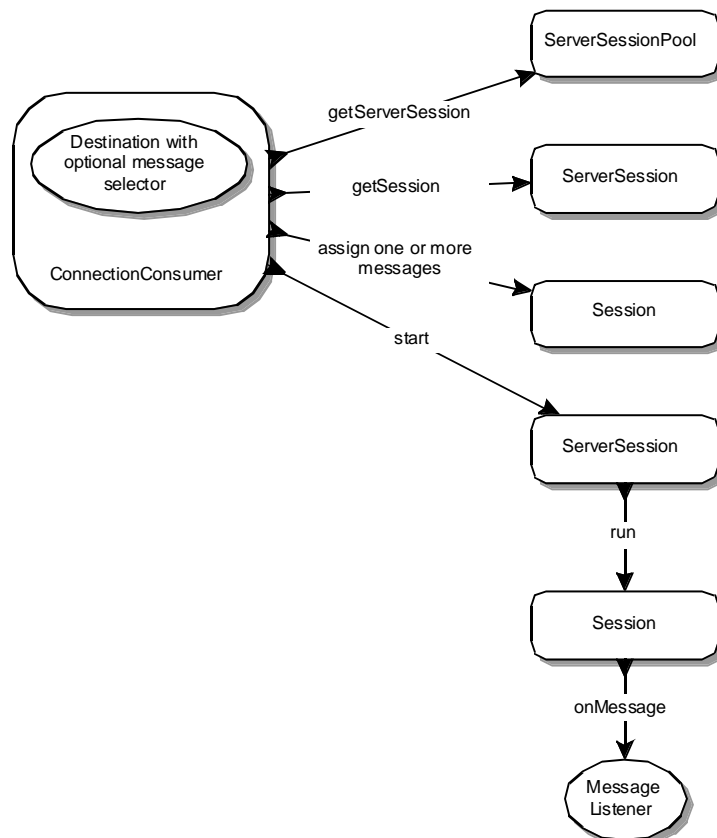 ServerSessionPool
getServerSession
Destination with
optional message
selector
ServerSession
getSession
assign one or more
messages
ConnectionConsumer
Session
start
ServerSession
run
Session
onMessage
Message
Listener